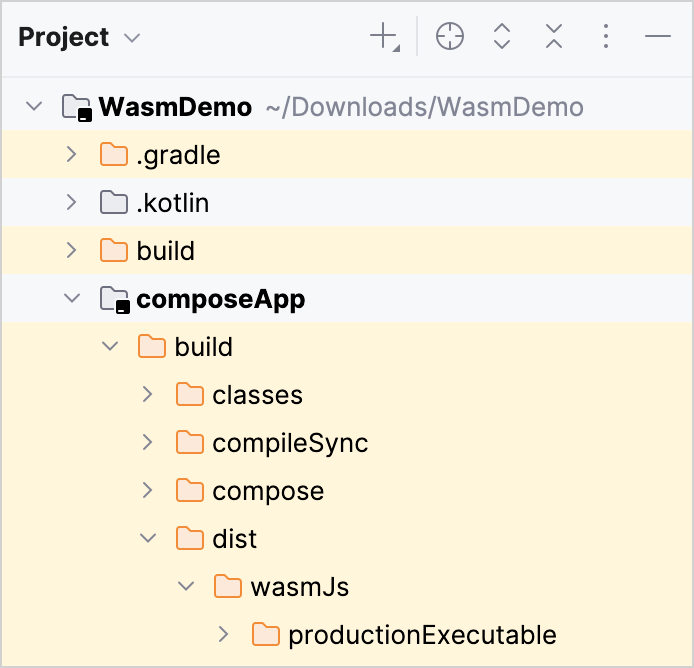 Project
WasmDemo ~/Downloads/WasmDemo
.gradle
.kotlin
build
composeApp
build
classes
compileSync
compose
dist
wasmJs
productionExecutable